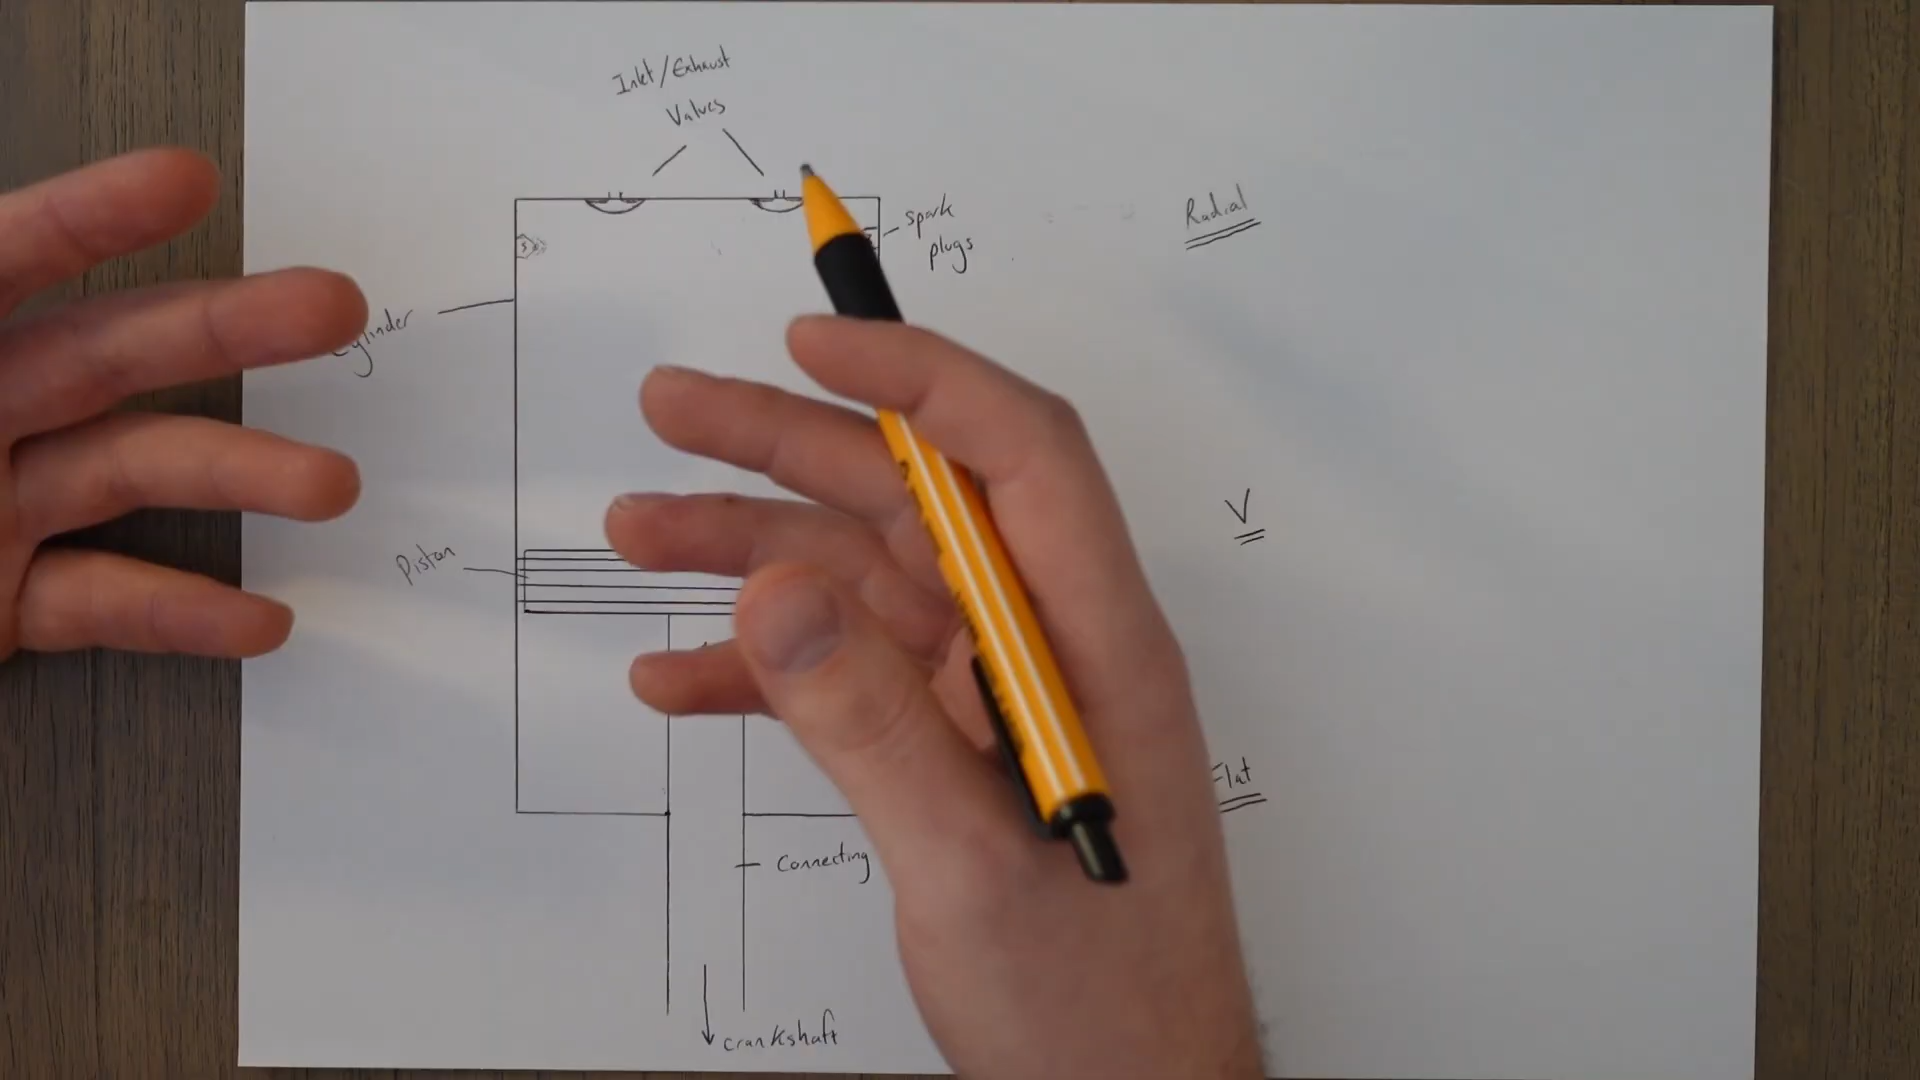 Inlet/Exhaust
Valves
spark
plugs
Cylinder
Piston
Connecting
crankshaft
Radial
V
Flat